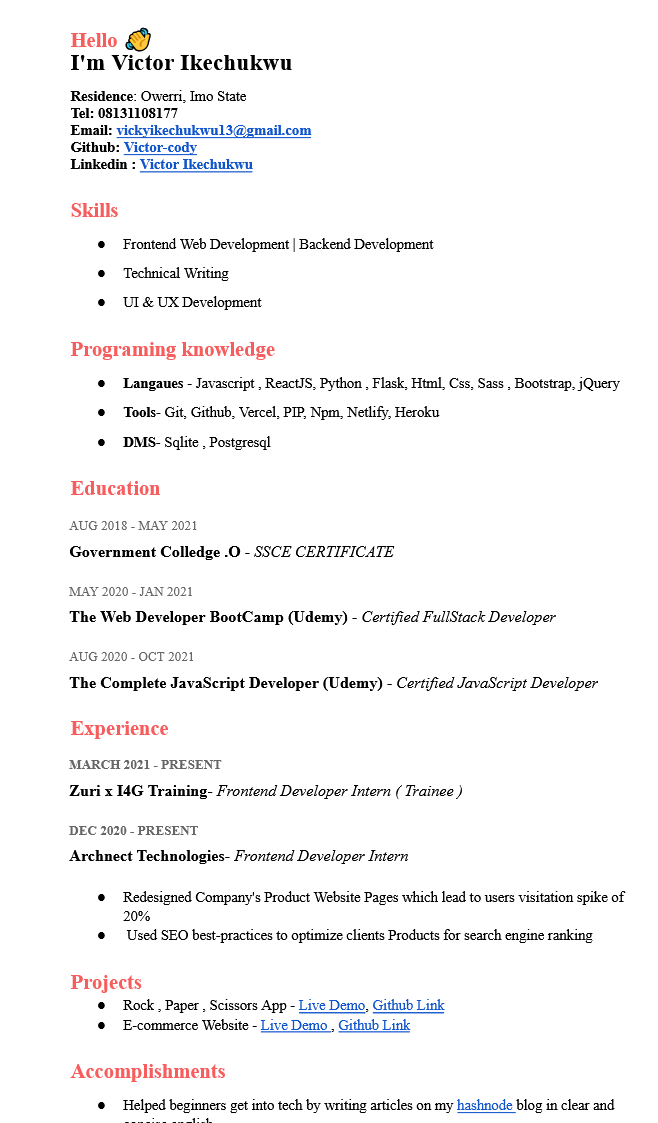 Hello 👋
I'm Victor Ikechukwu
Residence: Owerri, Imo State
Tel: 08131108177
Email: vickyikechukwu13@gmail.com
Github: Victor-cody
Linkedin : Victor Ikechukwu
Skills
● Frontend Web Development | Backend Development
● Technical Writing
● UI & UX Development
Programing knowledge
● Langaues - Javascript , ReactJS, Python , Flask, Html, Css, Sass , Bootstrap, jQuery
● Tools- Git, Github, Vercel, PIP, Npm, Netlify, Heroku
● DMS- Sqlite , Postgresql
Education
AUG 2018 - MAY 2021
Government Colledge .O - SSCE CERTIFICATE
MAY 2020 - JAN 2021
The Web Developer BootCamp (Udemy) - Certified FullStack Developer
AUG 2020 - OCT 2021
The Complete JavaScript Developer (Udemy) - Certified JavaScript Developer
Experience
MARCH 2021 - PRESENT
Zuri x I4G Training- Frontend Developer Intern ( Trainee )
DEC 2020 - PRESENT
Archnect Technologies- Frontend Developer Intern
● Redesigned Company's Product Website Pages which lead to users visitation spike of
20%
● Used SEO best-practices to optimize clients Products for search engine ranking
Projects
● Rock , Paper , Scissors App - Live Demo, Github Link
● E-commerce Website - Live Demo , Github Link
Accomplishments
● Helped beginners get into tech by writing articles on my hashnode blog in clear and